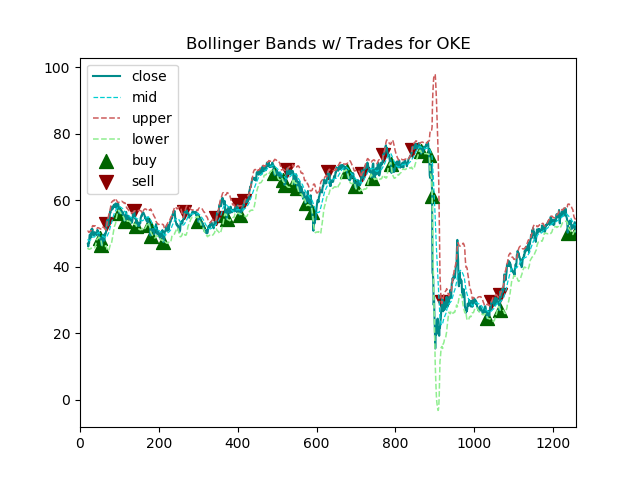 Bollinger Bands w/ Trades for OKE
100
80
60
40
20
0
close
mid
upper
lower
buy
sell
0 200 400 600 800 1000 1200